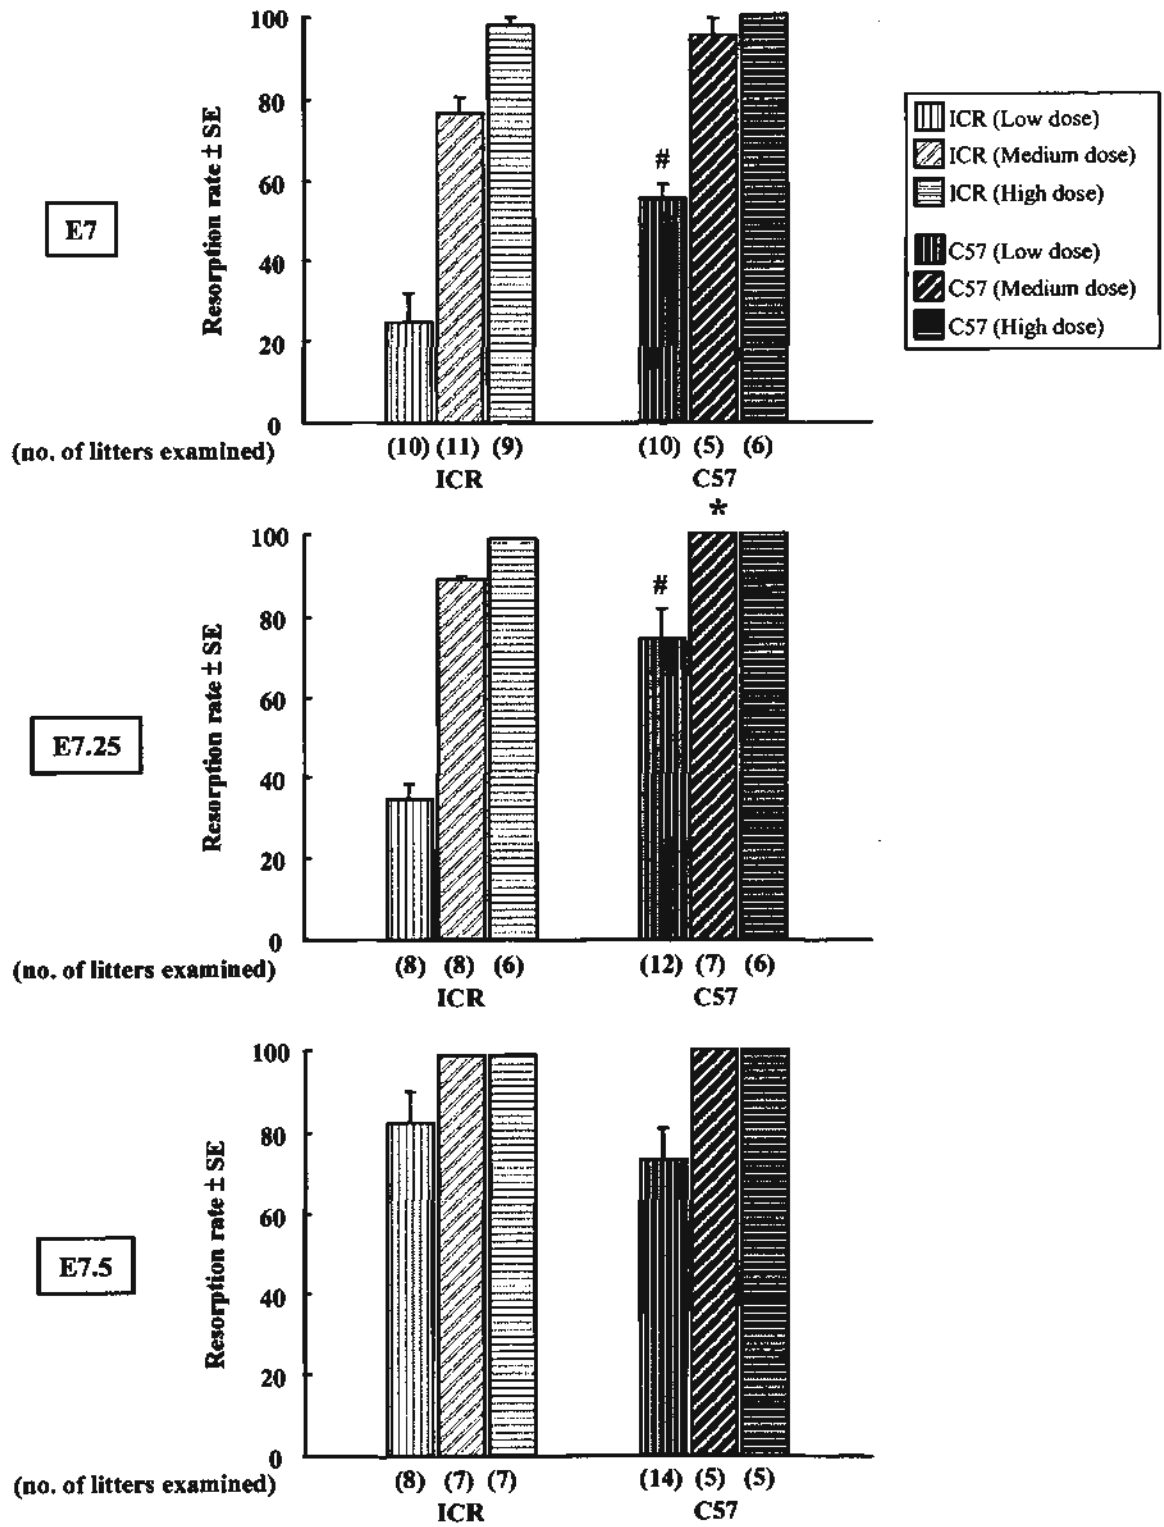 100
80
60
40
20
0
Resorption rate ± SE
E7
#
(no. of litters examined)
(10) (11) (9)
(10) (5) (6)
ICR
C57
ICR (Low dose)
ICR (Medium dose)
ICR (High dose)
C57 (Low dose)
C57 (Medium dose)
C57 (High dose)
100
80
60
40
20
0
Resorption rate ± SE
E7.25
#
*
(no. of litters examined)
(8) (8) (6)
(12) (7) (6)
ICR
C57
100
80
60
40
20
0
Resorption rate ± SE
E7.5
(no. of litters examined)
(8) (7) (7)
(14) (5) (5)
ICR
C57